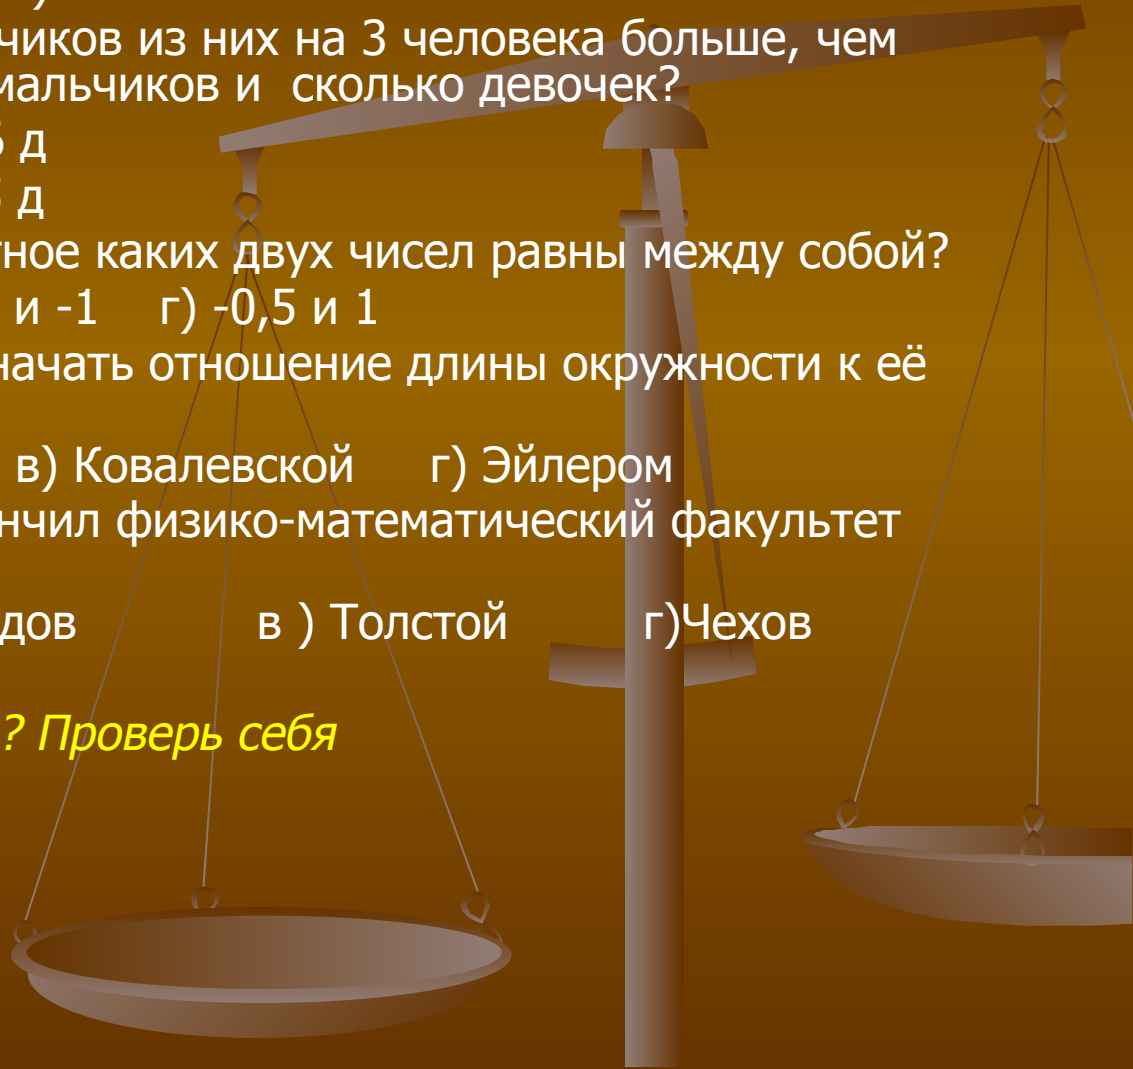 чиков из них на 3 человека больше, чем
мальчиков и сколько девочек?
д
д
тное каких двух чисел равны между собой?
и -1 г) -0,5 и 1
начать отношение длины окружности к её
в) Ковалевской г) Эйлером
нчил физико-математический факультет
дов в ) Толстой г)Чехов
? Проверь себя